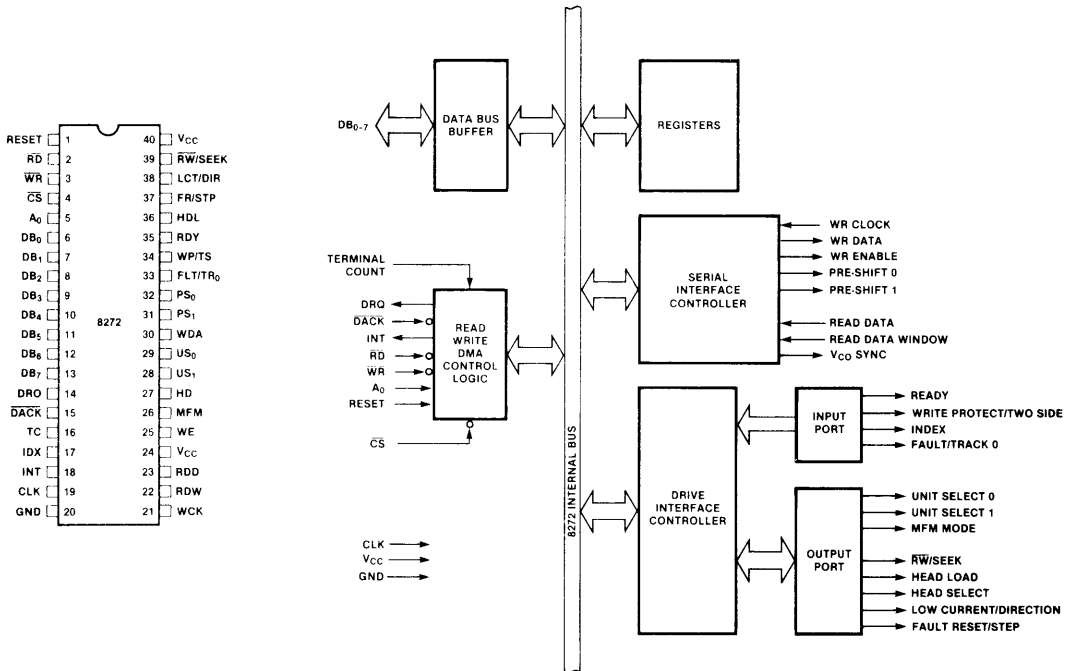 RESET 1 40 VCC
RD 2 39 RW/SEEK
WR 3 38 LCT/DIR
CS 4 37 FR/STP
A0 5 36 HDL
DB0 6 35 RDY
DB1 7 34 WP/TS
DB2 8 33 FLT/TR0
DB3 9 32 PS0
DB4 10 31 PS1
8272
DB5 11 30 WDA
DB6 12 29 US0
DB7 13 28 US1
DRO 14 27 HD
DACK 15 26 MFM
TC 16 25 WE
IDX 17 24 VCC
INT 18 23 RDD
CLK 19 22 RDW
GND 20 21 WCK
DB0-7
DATA BUS
BUFFER
REGISTERS
TERMINAL
COUNT
DRQ
DACK
INT
RD
WR
A0
RESET
CS
READ
WRITE
DMA
CONTROL
LOGIC
CLK
VCC
GND
8272 INTERNAL BUS
SERIAL
INTERFACE
CONTROLLER
WR CLOCK
WR DATA
WR ENABLE
PRE-SHIFT 0
PRE-SHIFT 1
READ DATA
READ DATA WINDOW
VCO SYNC
DRIVE
INTERFACE
CONTROLLER
INPUT
PORT
READY
WRITE PROTECT/TWO SIDE
INDEX
FAULT/TRACK 0
OUTPUT
PORT
UNIT SELECT 0
UNIT SELECT 1
MFM MODE
RW/SEEK
HEAD LOAD
HEAD SELECT
LOW CURRENT/DIRECTION
FAULT RESET/STEP